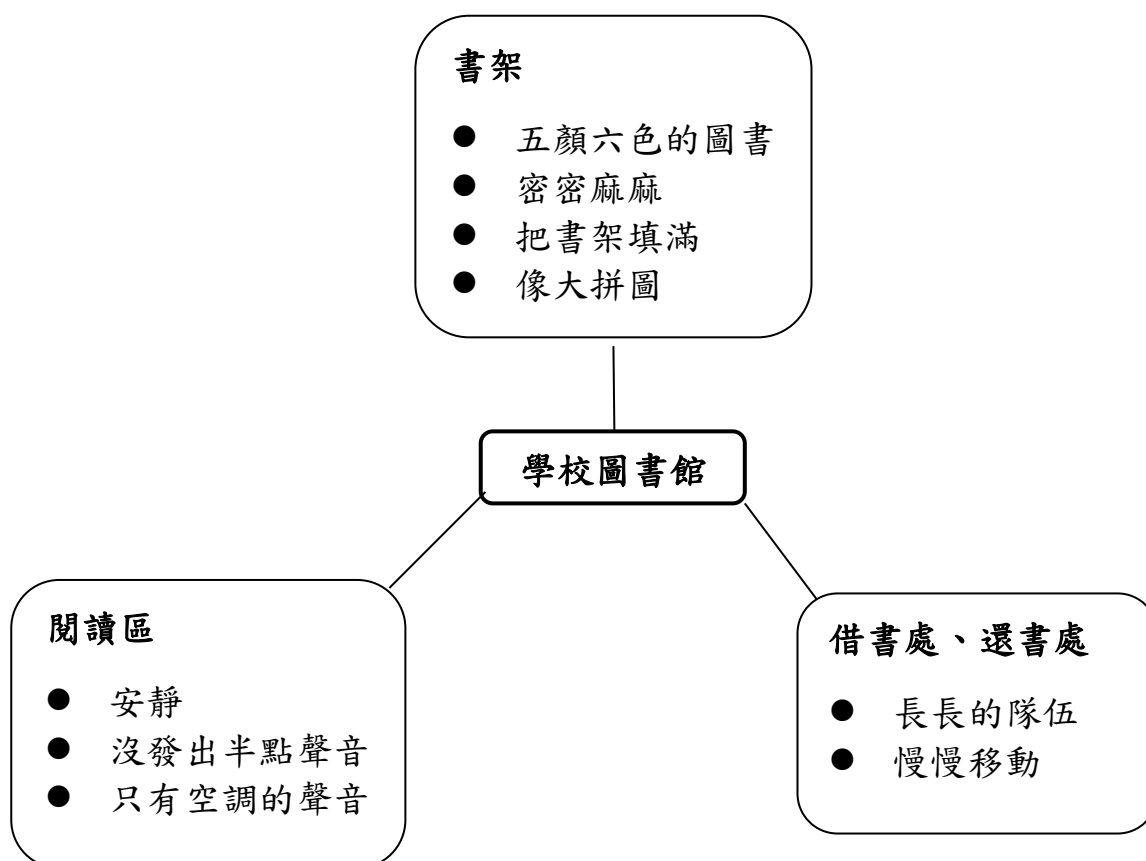 書架
● 五顏六色的圖書
● 密密麻麻
● 把書架填滿
● 像大拼圖
學校圖書館
閱讀區
● 安靜
● 沒發出半點聲音
● 只有空調的聲音
借書處、還書處
● 長長的隊伍
● 慢慢移動